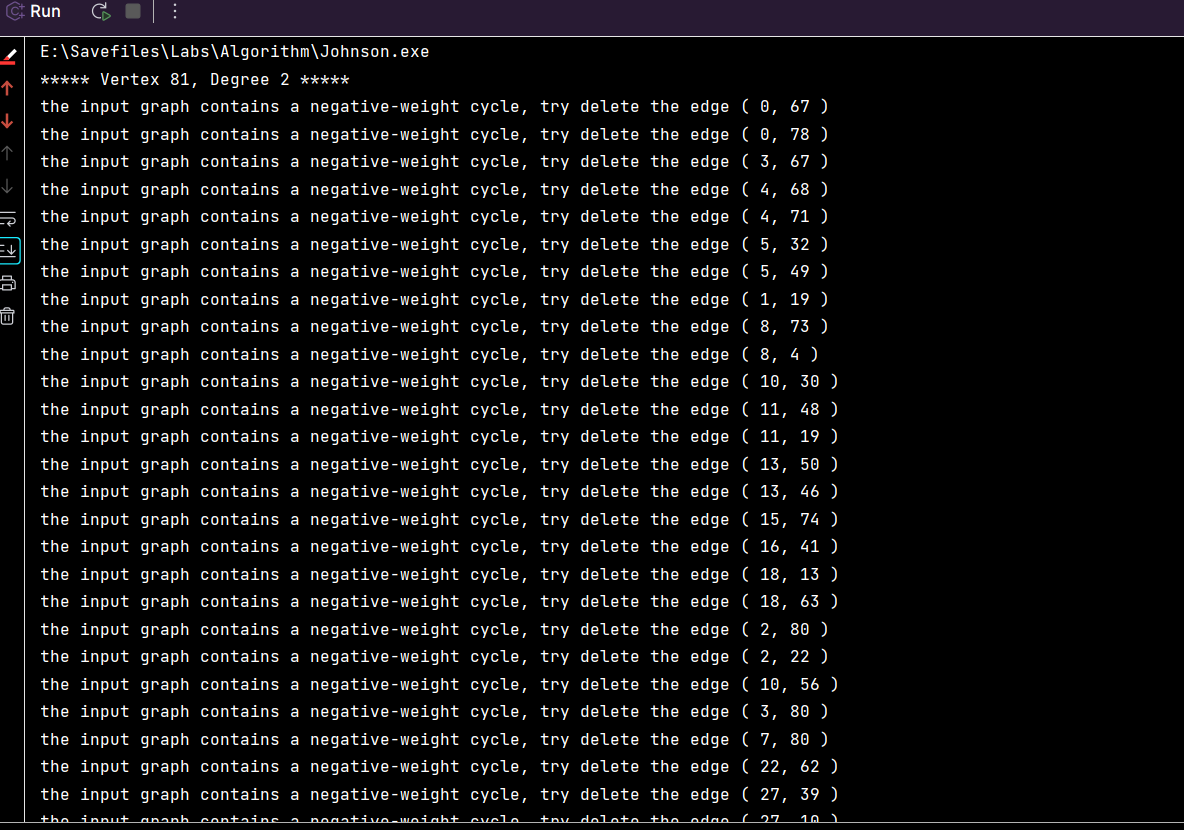 Run
E:\Savefiles\Labs\Algorithm\Johnson.exe
***** Vertex 81, Degree 2 *****
the input graph contains a negative-weight cycle, try delete the edge ( 0, 67 )
the input graph contains a negative-weight cycle, try delete the edge ( 0, 78 )
the input graph contains a negative-weight cycle, try delete the edge ( 3, 67 )
the input graph contains a negative-weight cycle, try delete the edge ( 4, 68 )
the input graph contains a negative-weight cycle, try delete the edge ( 4, 71 )
the input graph contains a negative-weight cycle, try delete the edge ( 5, 32 )
the input graph contains a negative-weight cycle, try delete the edge ( 5, 49 )
the input graph contains a negative-weight cycle, try delete the edge ( 1, 19 )
the input graph contains a negative-weight cycle, try delete the edge ( 8, 73 )
the input graph contains a negative-weight cycle, try delete the edge ( 8, 4 )
the input graph contains a negative-weight cycle, try delete the edge ( 10, 30 )
the input graph contains a negative-weight cycle, try delete the edge ( 11, 48 )
the input graph contains a negative-weight cycle, try delete the edge ( 11, 19 )
the input graph contains a negative-weight cycle, try delete the edge ( 13, 50 )
the input graph contains a negative-weight cycle, try delete the edge ( 13, 46 )
the input graph contains a negative-weight cycle, try delete the edge ( 15, 74 )
the input graph contains a negative-weight cycle, try delete the edge ( 16, 41 )
the input graph contains a negative-weight cycle, try delete the edge ( 18, 13 )
the input graph contains a negative-weight cycle, try delete the edge ( 18, 63 )
the input graph contains a negative-weight cycle, try delete the edge ( 2, 80 )
the input graph contains a negative-weight cycle, try delete the edge ( 2, 22 )
the input graph contains a negative-weight cycle, try delete the edge ( 10, 56 )
the input graph contains a negative-weight cycle, try delete the edge ( 3, 80 )
the input graph contains a negative-weight cycle, try delete the edge ( 7, 80 )
the input graph contains a negative-weight cycle, try delete the edge ( 22, 62 )
the input graph contains a negative-weight cycle, try delete the edge ( 27, 39 )
the input graph contains a negative-weight cycle, try delete the edge ( 27, 10 )